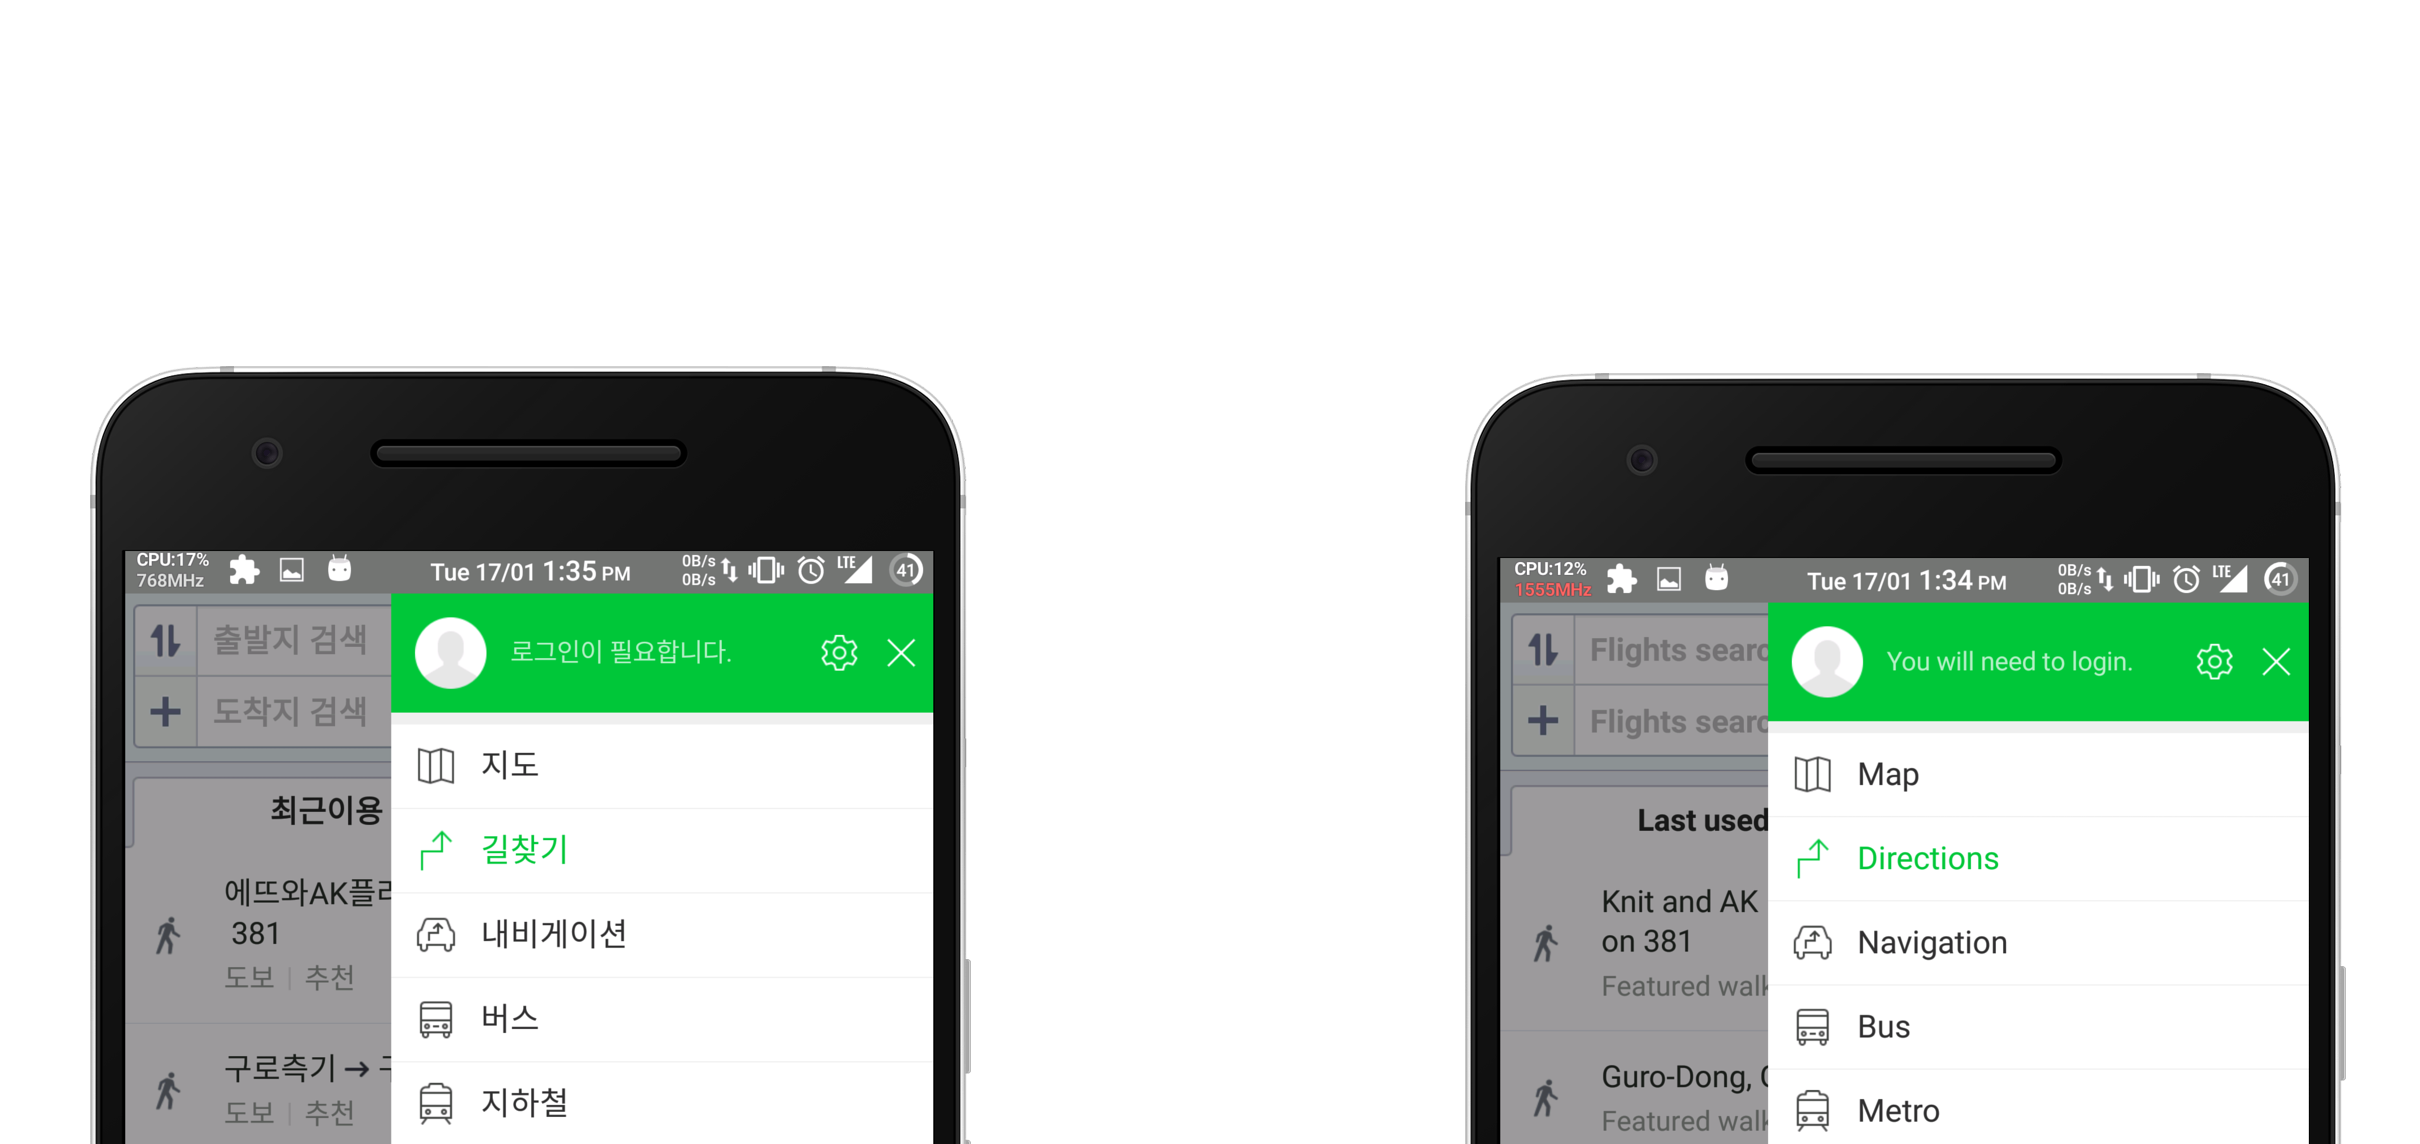 CPU:17%
768MHz
Tue 17/01 1:35 PM
0B/s
0B/s
LTE
41
출발지 검색
도착지 검색
로그인이 필요합니다.
최근이용
지도
길찾기
에뜨와AK플라
381
도보 | 추천
내비게이션
버스
구로측기 →
도보 | 추천
지하철
CPU:12%
1555MHz
Tue 17/01 1:34 PM
0B/s
0B/s
LTE
41
Flights searc
Flights searc
You will need to login.
Last used
Map
Directions
Knit and AK
on 381
Featured walk
Navigation
Bus
Guro-Dong,
Featured walk
Metro